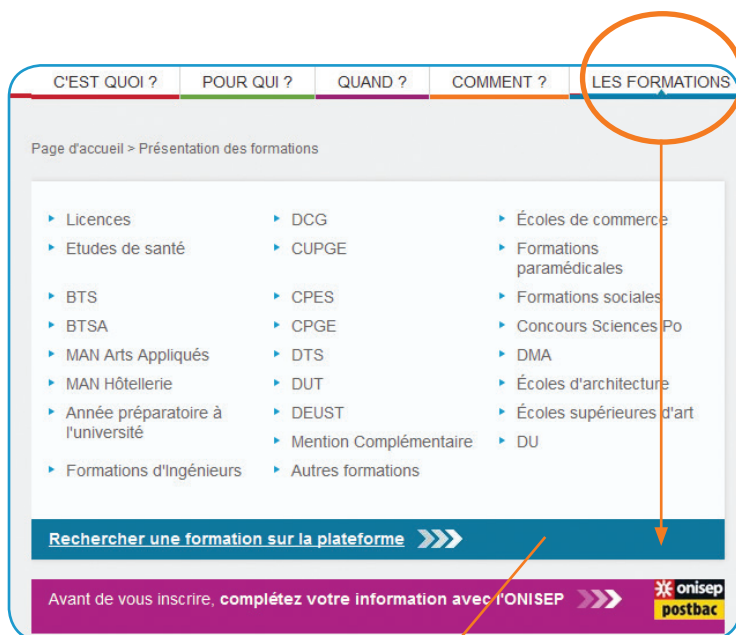 C'EST QUOI ? POUR QUI ? QUAND ? COMMENT ? LES FORMATIONS
Page d'accueil > Présentation des formations
Licences
Etudes de santé
BTS
BTSA
MAN Arts Appliqués
MAN Hôtellerie
Année préparatoire à
l'université
Formations d'Ingénieurs
DCG
CUPGE
CPES
CPGE
DTS
DUT
DEUST
Mention Complémentaire
Autres formations
Écoles de commerce
Formations
paramédicales
Formations sociales
Concours Sciences Po
DMA
Écoles d'architecture
Écoles supérieures d'art
DU
Rechercher une formation sur la plateforme
Avant de vous inscrire, complétez votre information avec l'ONISEP
onisep
postbac